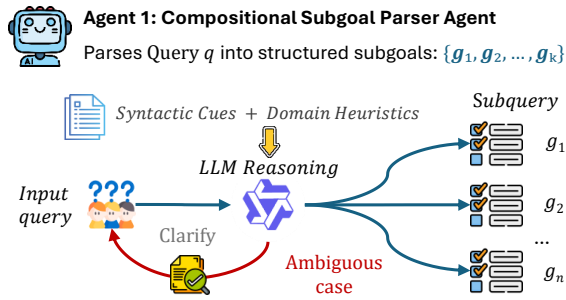 Agent 1: Compositional Subgoal Parser Agent
Parses Query q into structured subgoals: {g₁, g₂, ..., gₖ}
AI
Syntactic Cues + Domain Heuristics
Subquery
LLM Reasoning
g₁
???
Input
query
g₂
Clarify
...
Ambiguous
case
gₙ